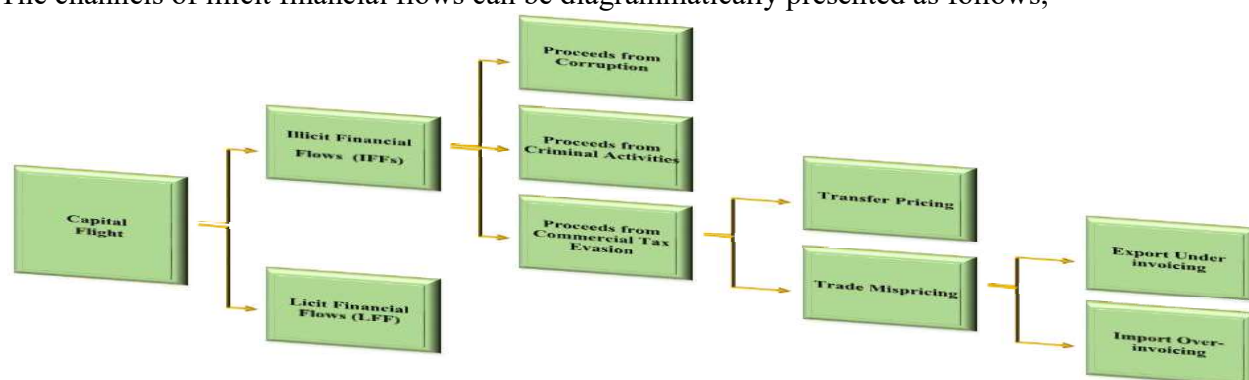 The channels of illicit financial flows can be diagrammatically presented as follows;
Proceeds from
Corruption
Illicit Financial
Flows (IFFs)
Proceeds from
Criminal Activities
Capital
Flight
Proceeds from
Commercial Tax
Evasion
Transfer Pricing
Licit Financial
Flows (LFF)
Trade Mispricing
Export Under
invoicing
Import Over-
invoicing